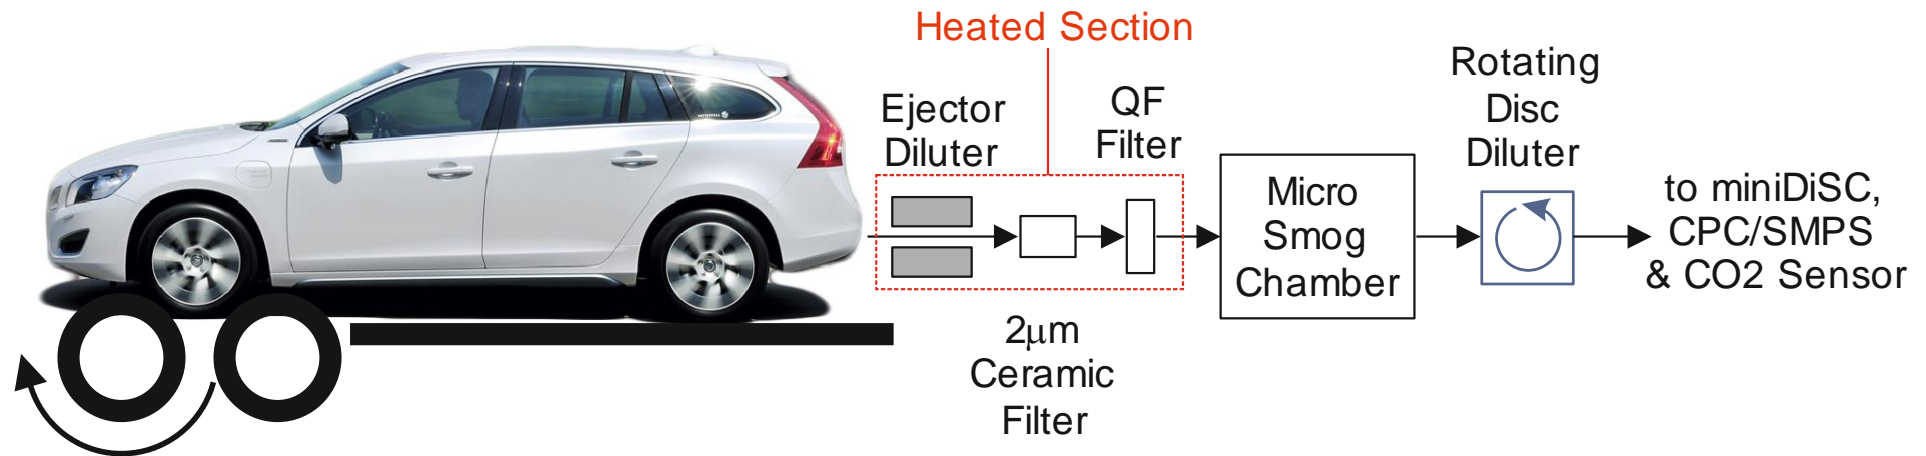 Heated Section
Ejector
Diluter
QF
Filter
Rotating
Disc
Diluter
Micro
Smog
Chamber
to miniDiSC,
CPC/SMPS
& CO2 Sensor
2μm
Ceramic
Filter